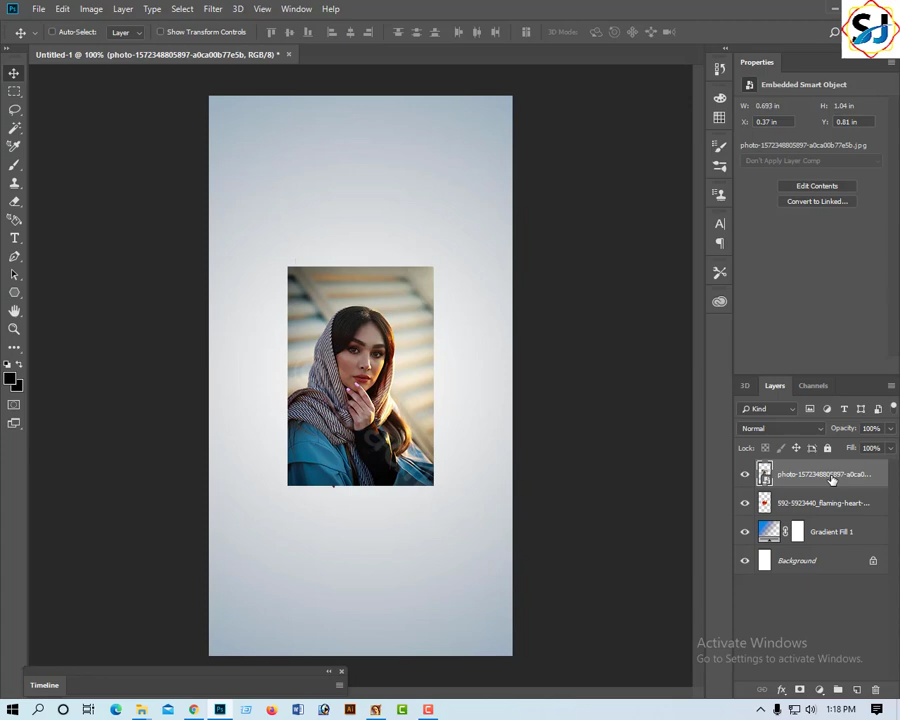 Ps File Edit Image Layer Type Select Filter 3D View Window Help
Auto-Select: Layer Show Transform Controls 3D Mode: SJ
Untitled-1 @ 100% (photo-1572348805897-a0ca00b77e5b, RGB/8) * ×
Properties
Embedded Smart Object
W: 0.693 in H: 1.04 in
X: 0.37 in Y: 0.81 in
photo-1572348805897-a0ca00b77e5b.jpg
Don't Apply Layer Comp
Edit Contents
Convert to Linked...
3D Layers Channels
Kind
Normal Opacity: 100%
Lock: Fill: 100%
photo-1572348805897-a0ca0...
592-5923440_flaming-heart-...
Gradient Fill 1
Background
Activate Windows
Go to Settings to activate Windows.
Timeline
1:18 PM